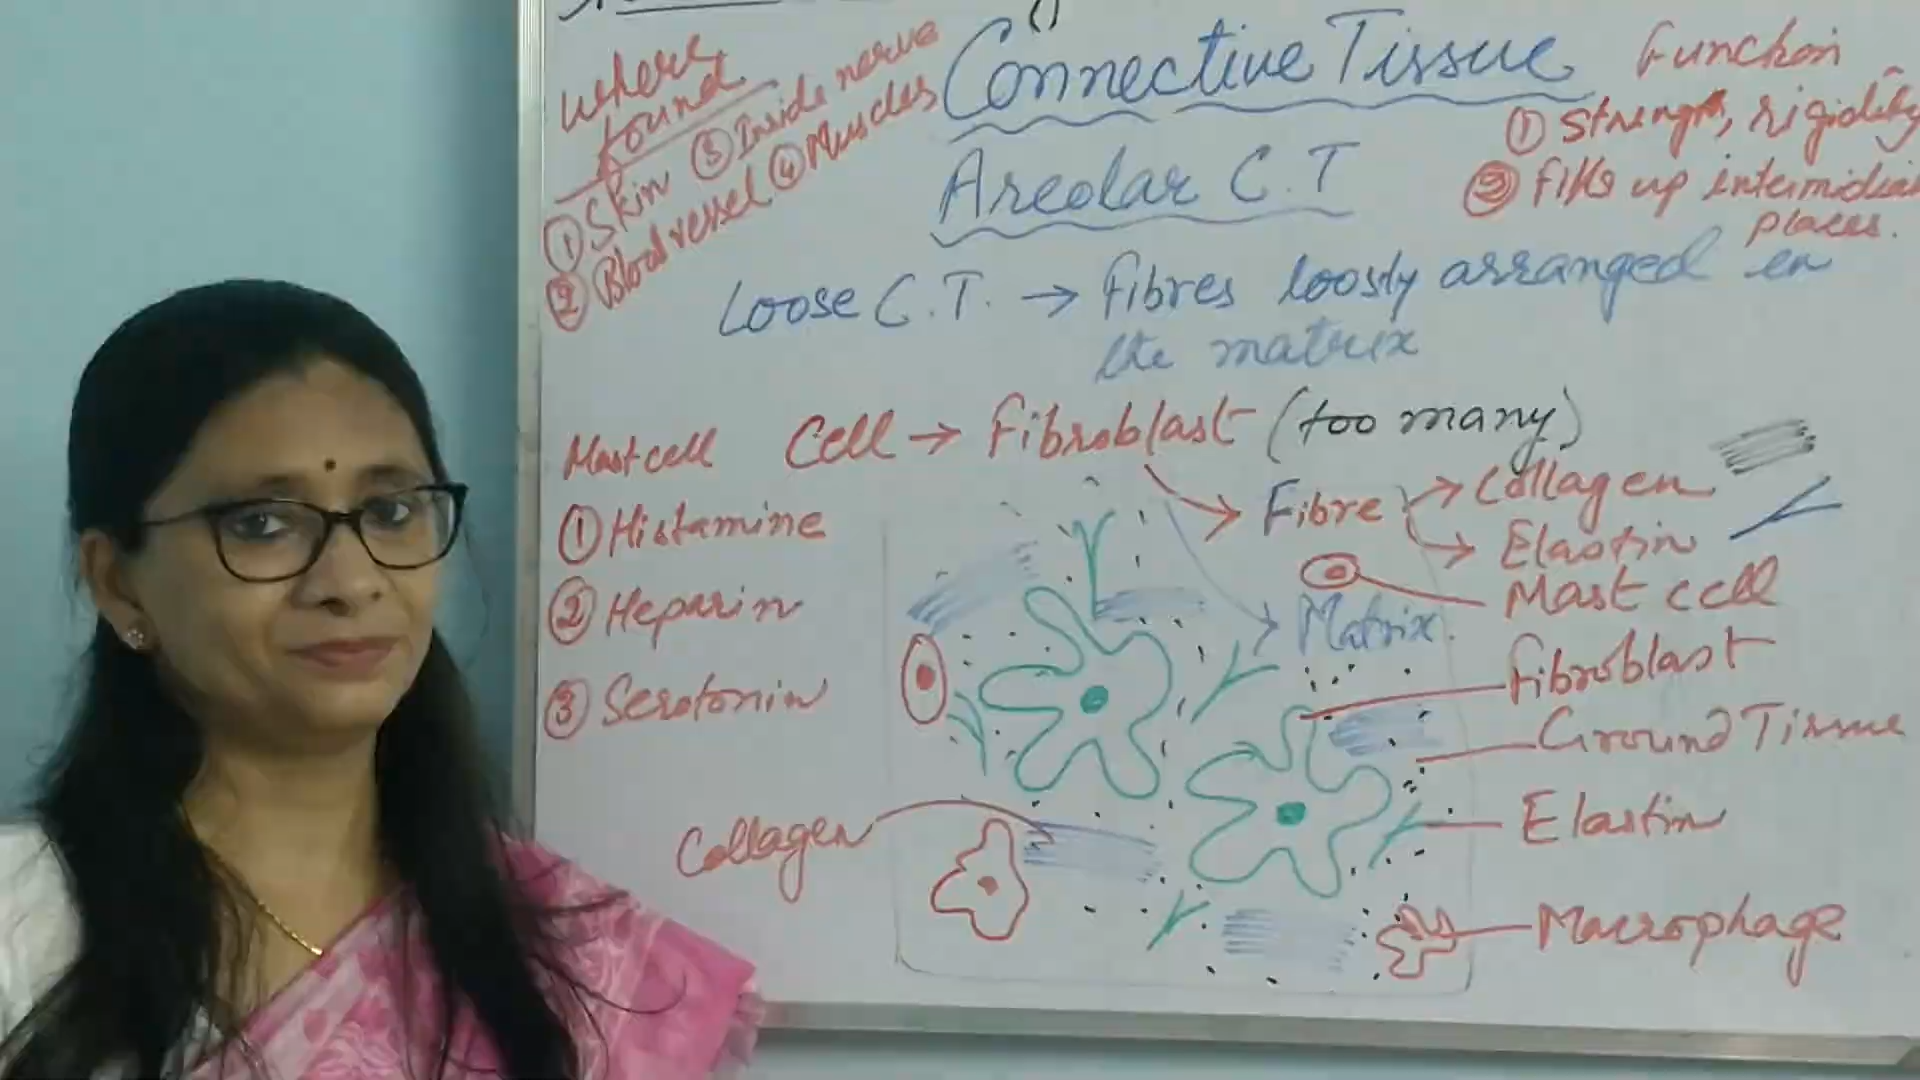 Connective Tissue
Areolar C.T
where
found
① Skin ③ Inside nerve
② Blood vessel ④ Muscles
Function
① Strength, rigidity
② fills up
places.
Loose C.T. → fibres loosly arranged in
the matrix
Cell → Fibroblast (too many)
Fibre → Collagen
→ Elastin
Matrix
Mast cell
① Histamine
② Heparin
③ Serotonin
Mast cell
fibroblast
Ground Tissue
Elastin
Macrophage
Collagen